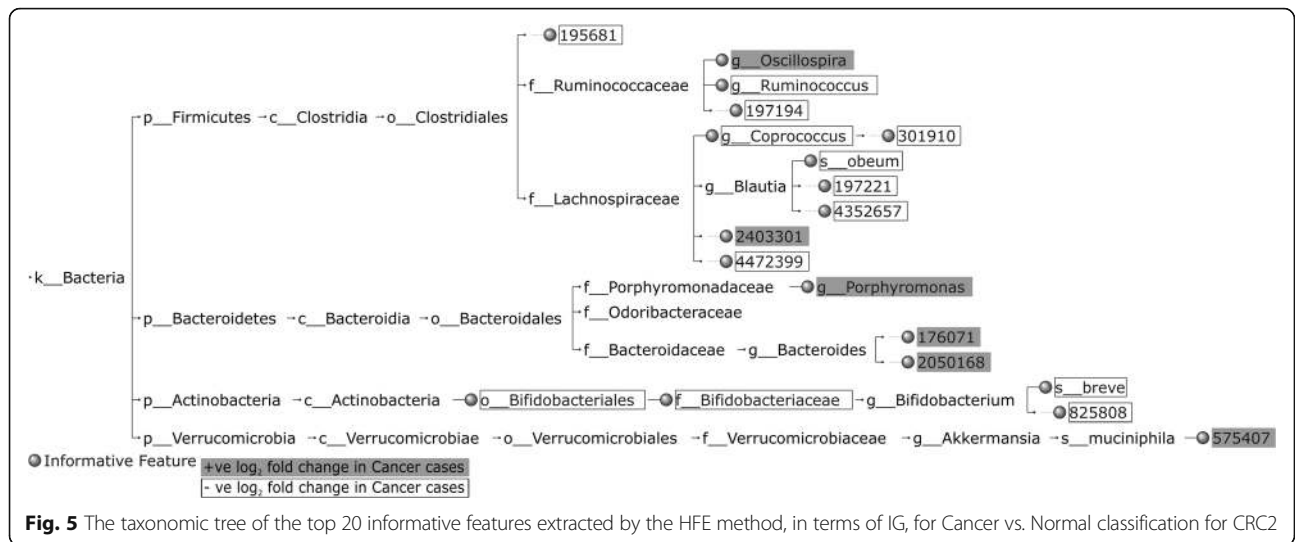 195681
g__Oscillospira
f__Ruminococcaceae
g__Ruminococcus
197194
p__Firmicutes → c__Clostridia → o__Clostridiales
g__Coprococcus
301910
s__obeum
g__Blautia
197221
f__Lachnospiraceae
4352657
2403301
4472399
k__Bacteria
f__Porphyromonadaceae
g__Porphyromonas
p__Bacteroidetes → c__Bacteroidia → o__Bacteroidales
f__Odoribacteraceae
176071
f__Bacteroidaceae → g__Bacteroides
2050168
s__breve
p__Actinobacteria → c__Actinobacteria o__Bifidobacteriales f__Bifidobacteriaceae → g__Bifidobacterium
825808
p__Verrucomicrobia → c__Verrucomicrobiae → o__Verrucomicrobiales → f__Verrucomicrobiaceae → g__Akkermansia → s__muciniphila 575407
Informative Feature
+ve log₂ fold change in Cancer cases
- ve log₂ fold change in Cancer cases
Fig. 5 The taxonomic tree of the top 20 informative features extracted by the HFE method, in terms of IG, for Cancer vs. Normal classification for CRC2